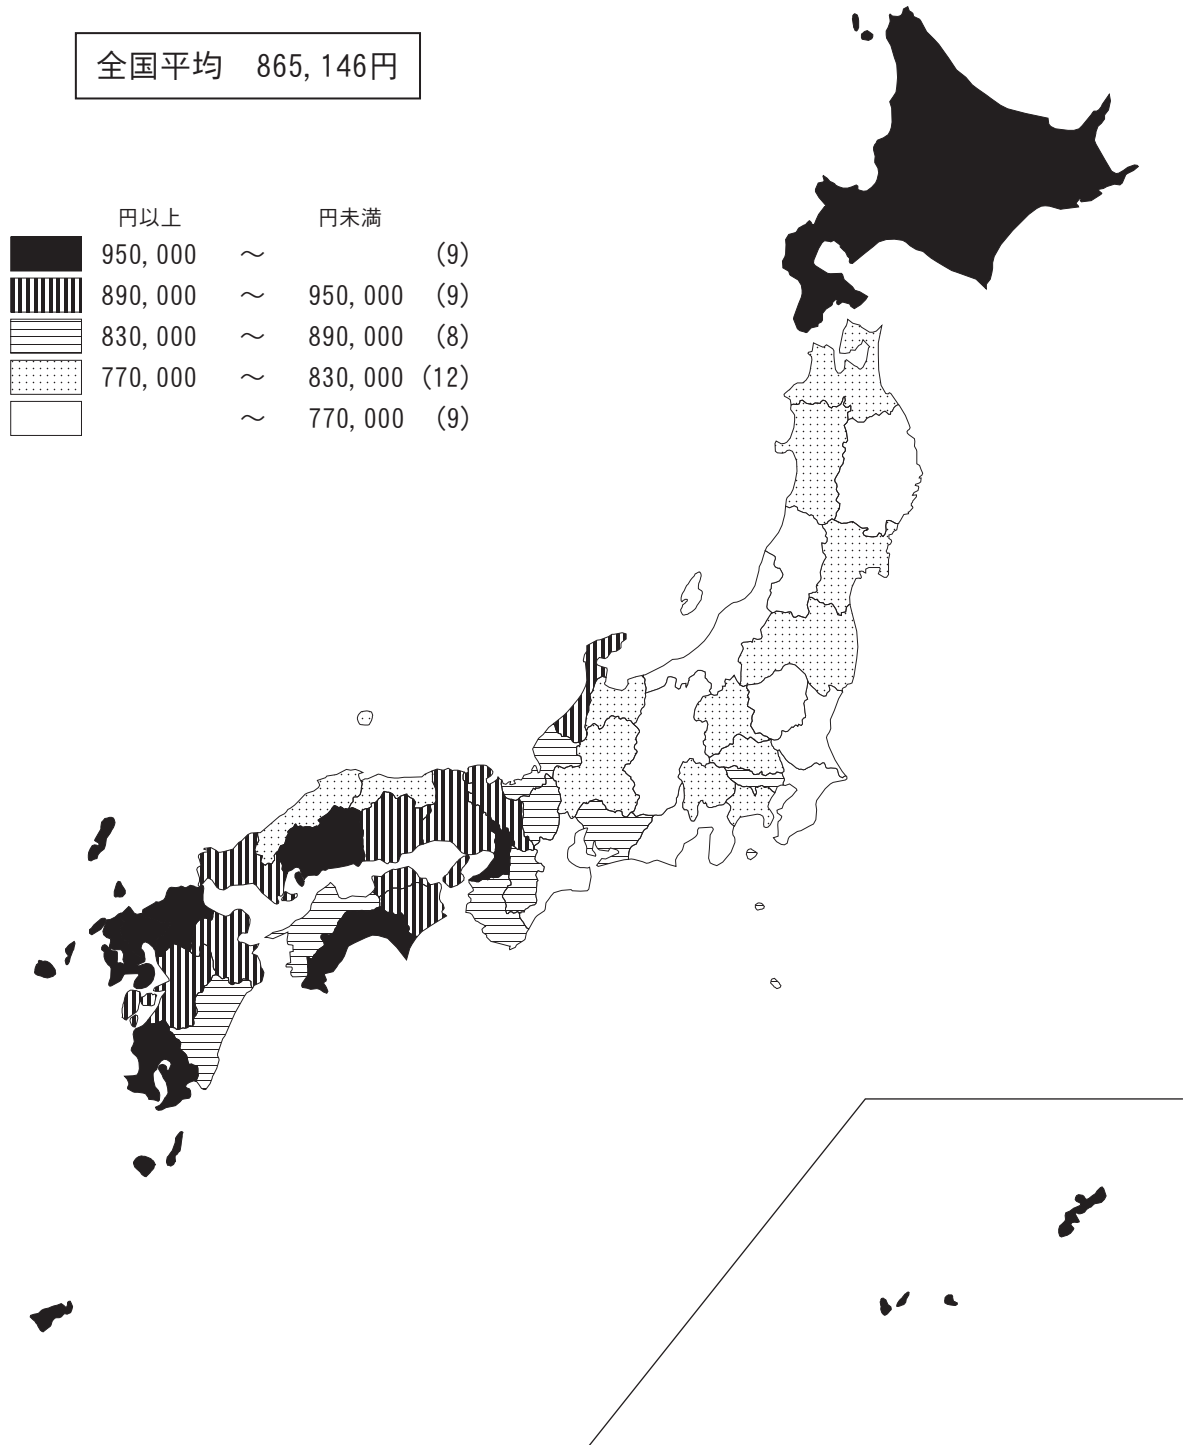 全国平均　865,146円
円以上　円未満
950,000　～　(9)
890,000　～　950,000　(9)
830,000　～　890,000　(8)
770,000　～　830,000　(12)
～　770,000　(9)